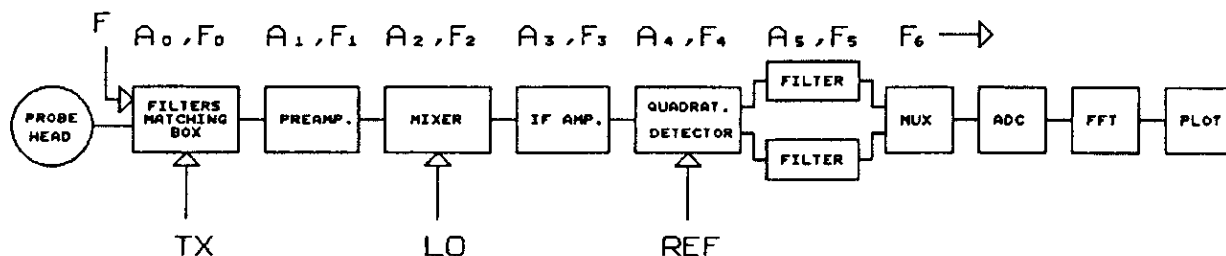 F
A0,F0
A1,F1
A2,F2
A3,F3
A4,F4
A5,F5
F6
PROBE
HEAD
FILTERS
MATCHING
BOX
PREAMP.
MIXER
IF AMP.
QUADRAT.
DETECTOR
FILTER
FILTER
MUX
ADC
FFT
PLOT
TX
LO
REF